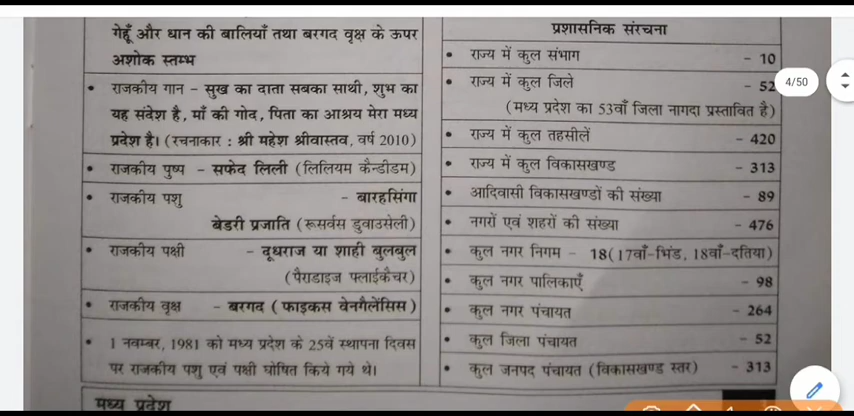 गेहूँ और धान की बालियाँ तथा बरगद वृक्ष के ऊपर
अशोक स्तम्भ
• राजकीय गान – सुख का दाता सबका साथी, शुभ का
यह संदेश है, माँ की गोद, पिता का आश्रय मेरा मध्य
प्रदेश है। (रचनाकार : श्री महेश श्रीवास्तव, वर्ष 2010)
• राजकीय पुष्प – सफेद लिली (लिलियम कैन्डीडम)
• राजकीय पशु – बारहसिंगा
बेडरी प्रजाति (रूसर्वस डुवाउसेली)
• राजकीय पक्षी – दूधराज या शाही बुलबुल
(पैराडाइज फ्लाईकैचर)
• राजकीय वृक्ष – बरगद (फाइकस वेनगैलेंसिस)
• 1 नवम्बर, 1981 को मध्य प्रदेश के 25वें स्थापना दिवस
पर राजकीय पशु एवं पक्षी घोषित किये गये थे।
मध्य प्रदेश
प्रशासनिक संरचना
• राज्य में कुल संभाग – 10
• राज्य में कुल जिले – 52
(मध्य प्रदेश का 53वाँ जिला नागदा प्रस्तावित है)
• राज्य में कुल तहसीलें – 420
• राज्य में कुल विकासखण्ड – 313
• आदिवासी विकासखण्डों की संख्या – 89
• नगरों एवं शहरों की संख्या – 476
• कुल नगर निगम – 18(17वाँ-भिंड, 18वाँ-दतिया)
• कुल नगर पालिकाएँ – 98
• कुल नगर पंचायत – 264
• कुल जिला पंचायत – 52
• कुल जनपद पंचायत (विकासखण्ड स्तर) – 313
4/50